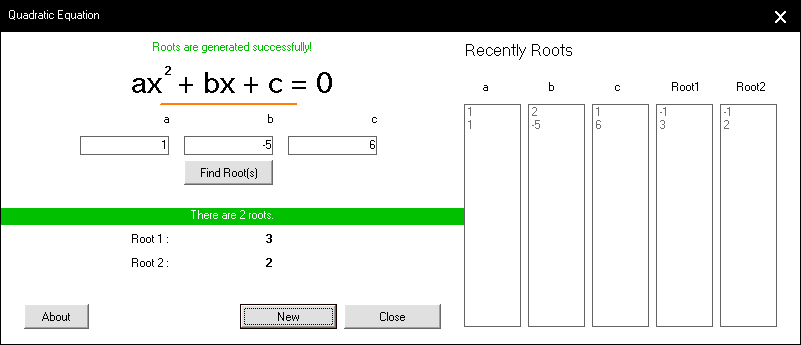 Quadratic Equation
Roots are generated successfully!
ax² + bx + c = 0
a b c
1 -5 6
Find Root(s)
There are 2 roots.
Root 1 : 3
Root 2 : 2
About New Close
Recently Roots
a b c Root1 Root2
1 2 1 -1 -1
1 -5 6 3 2